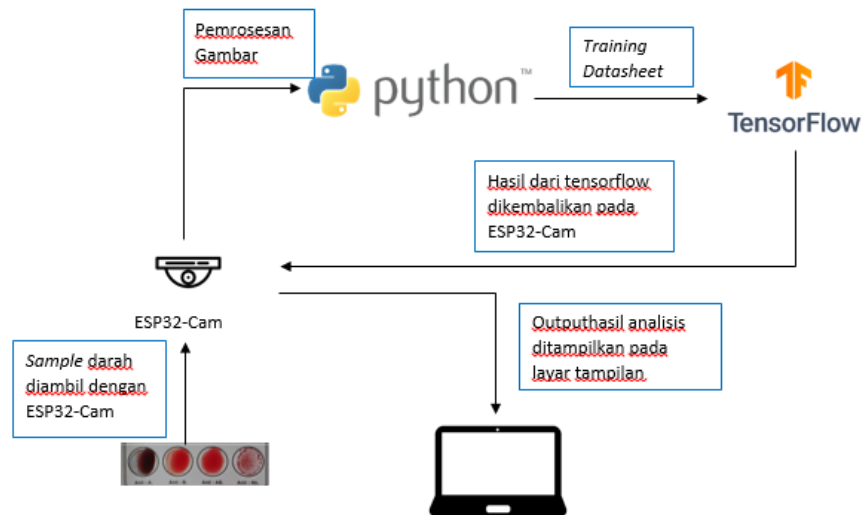 Pemrosesan
Gambar
python™
Training
Datasheet
TensorFlow
Hasil dari tensorflow
dikembalikan pada
ESP32-Cam
ESP32-Cam
Outputhasil analisis
ditampilkan pada
layar tampilan
Sample darah
diambil dengan
ESP32-Cam